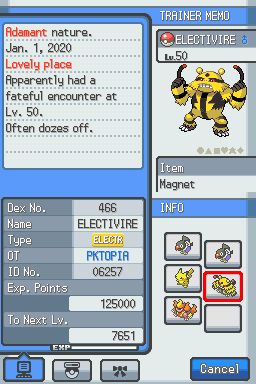 Adamant nature.
Jan. 1, 2020
Lovely place
Apparently had a
fateful encounter at
Lv. 50.
Often dozes off.
TRAINER MEMO
ELECTIVIRE ♂
Lv.50
Item
Magnet
Dex No. 466
Name ELECTIVIRE
Type ELECTR
OT PKTOPIA
ID No. 06257
Exp. Points
125000
To Next Lv.
7651
EXP
INFO
Cancel